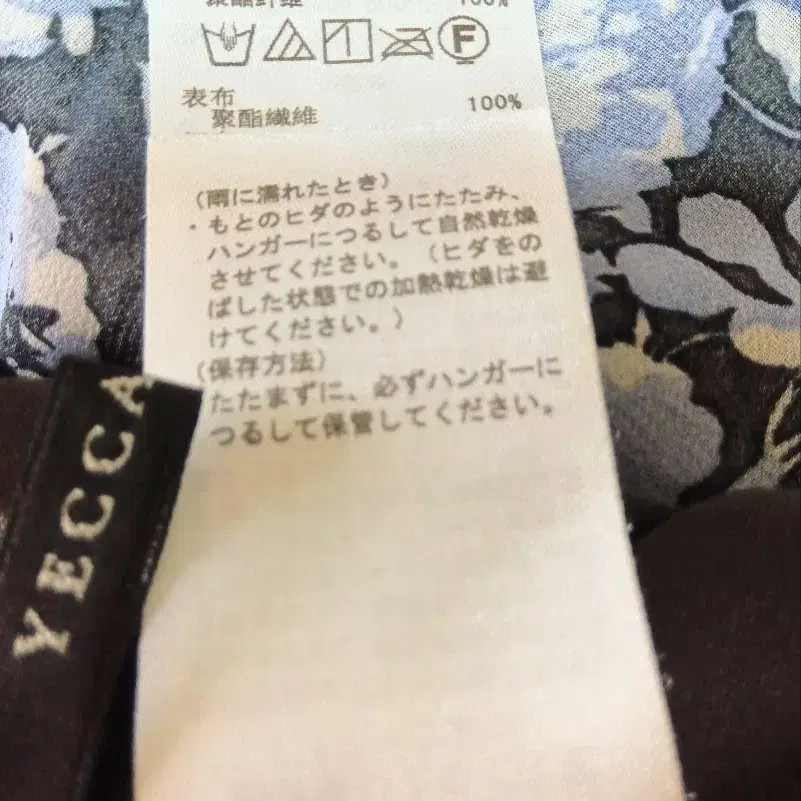 聚酯纤维 100%
F
表布
聚酯纖維 100%
(雨に濡れたとき)
・もとのヒダのようにたたみ、
ハンガーにつるして自然乾燥
させてください。(ヒダをの
ばした状態での加熱乾燥は避
けてください。)
(保存方法)
たたまずに、必ずハンガーに
つるして保管してください。
YECCA